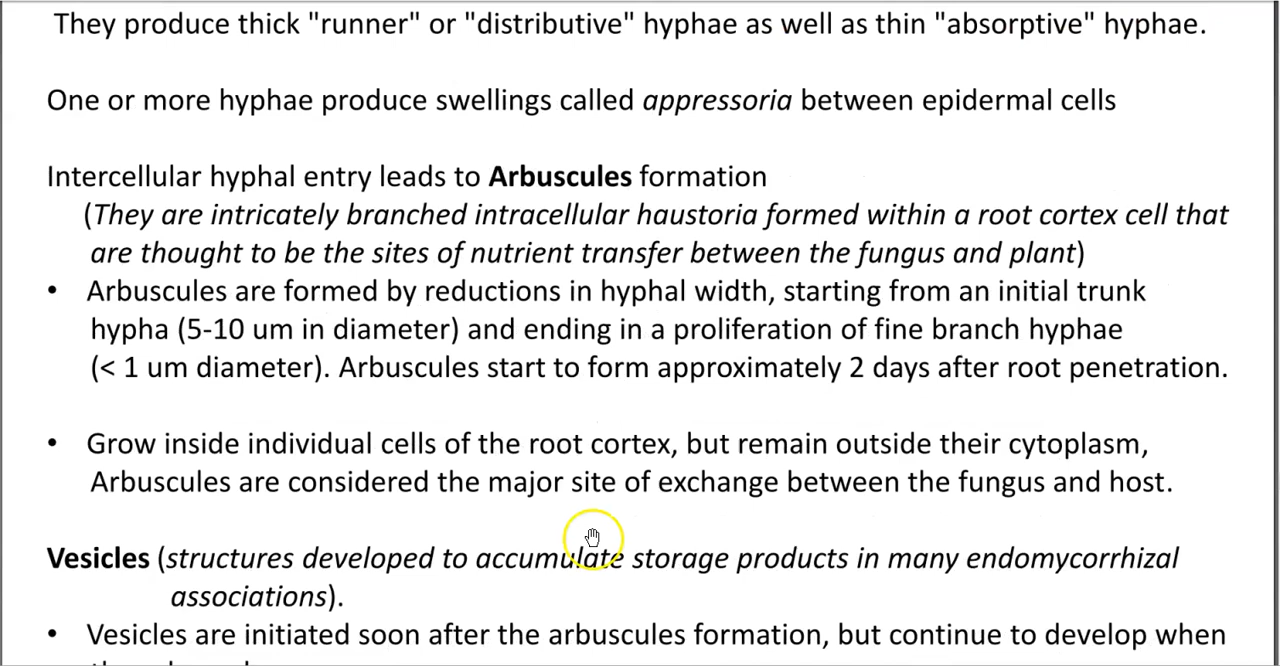 They produce thick "runner" or "distributive" hyphae as well as thin "absorptive" hyphae.
One or more hyphae produce swellings called appressoria between epidermal cells
Intercellular hyphal entry leads to Arbuscules formation
(They are intricately branched intracellular haustoria formed within a root cortex cell that
are thought to be the sites of nutrient transfer between the fungus and plant)
• Arbuscules are formed by reductions in hyphal width, starting from an initial trunk
hypha (5-10 um in diameter) and ending in a proliferation of fine branch hyphae
(< 1 um diameter). Arbuscules start to form approximately 2 days after root penetration.
• Grow inside individual cells of the root cortex, but remain outside their cytoplasm,
Arbuscules are considered the major site of exchange between the fungus and host.
Vesicles (structures developed to accumulate storage products in many endomycorrhizal
associations).
• Vesicles are initiated soon after the arbuscules formation, but continue to develop when